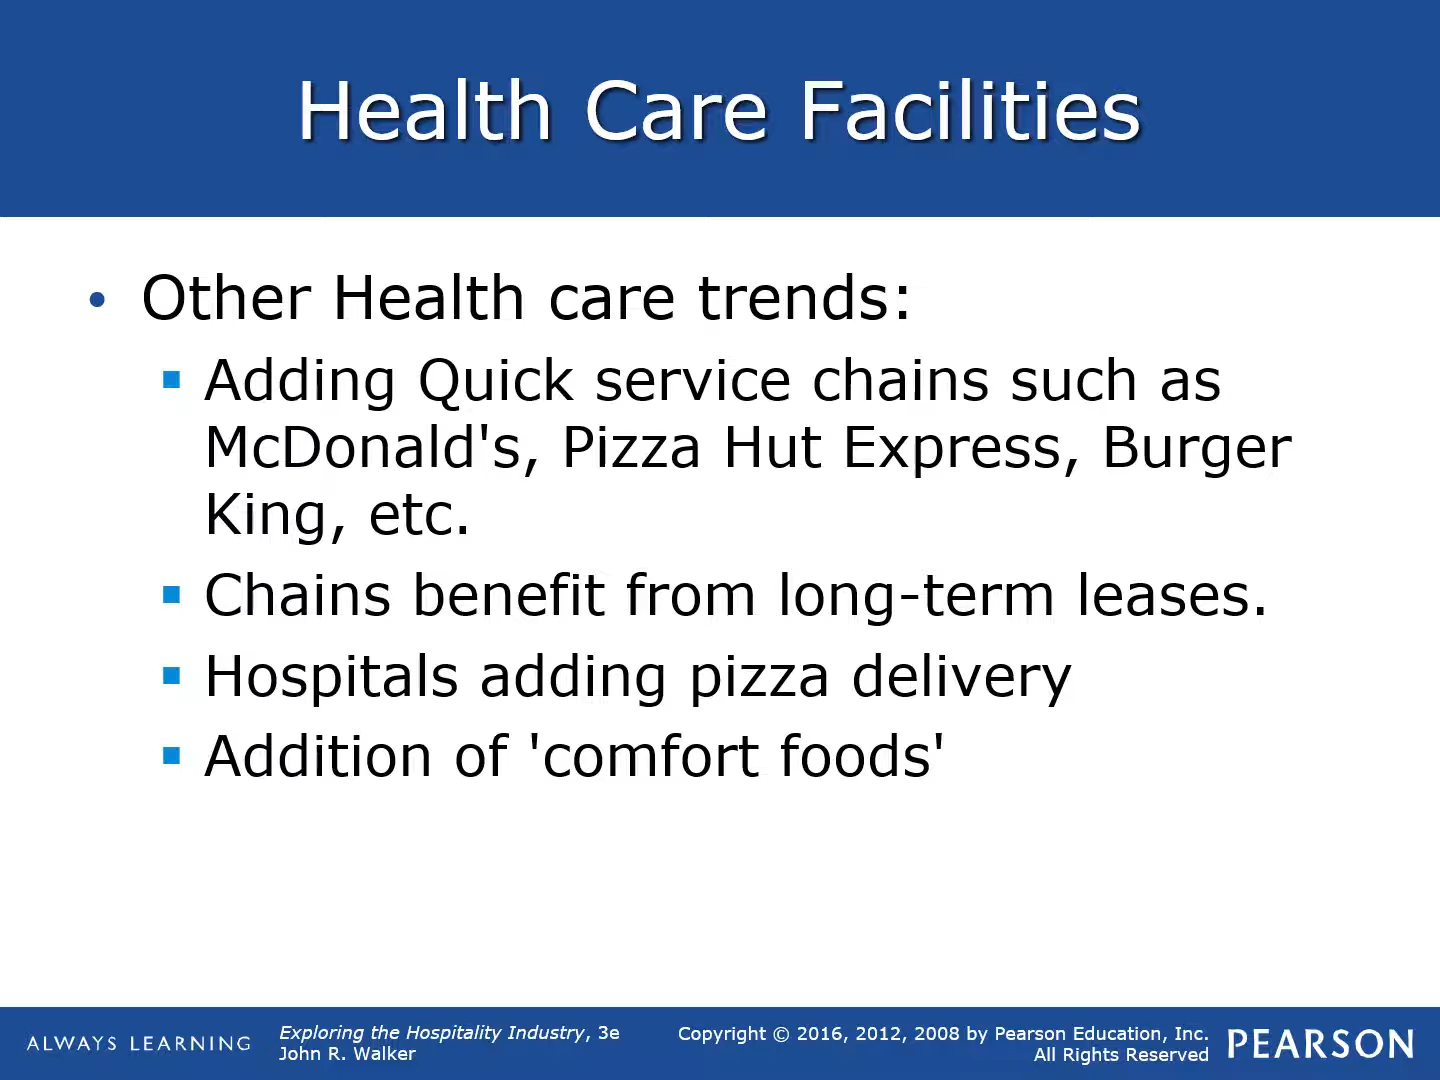 Health Care Facilities
• Other Health care trends:
▪ Adding Quick service chains such as
McDonald's, Pizza Hut Express, Burger
King, etc.
▪ Chains benefit from long-term leases.
▪ Hospitals adding pizza delivery
▪ Addition of 'comfort foods'
ALWAYS LEARNING
Exploring the Hospitality Industry, 3e
John R. Walker
Copyright © 2016, 2012, 2008 by Pearson Education, Inc.
All Rights Reserved
PEARSON